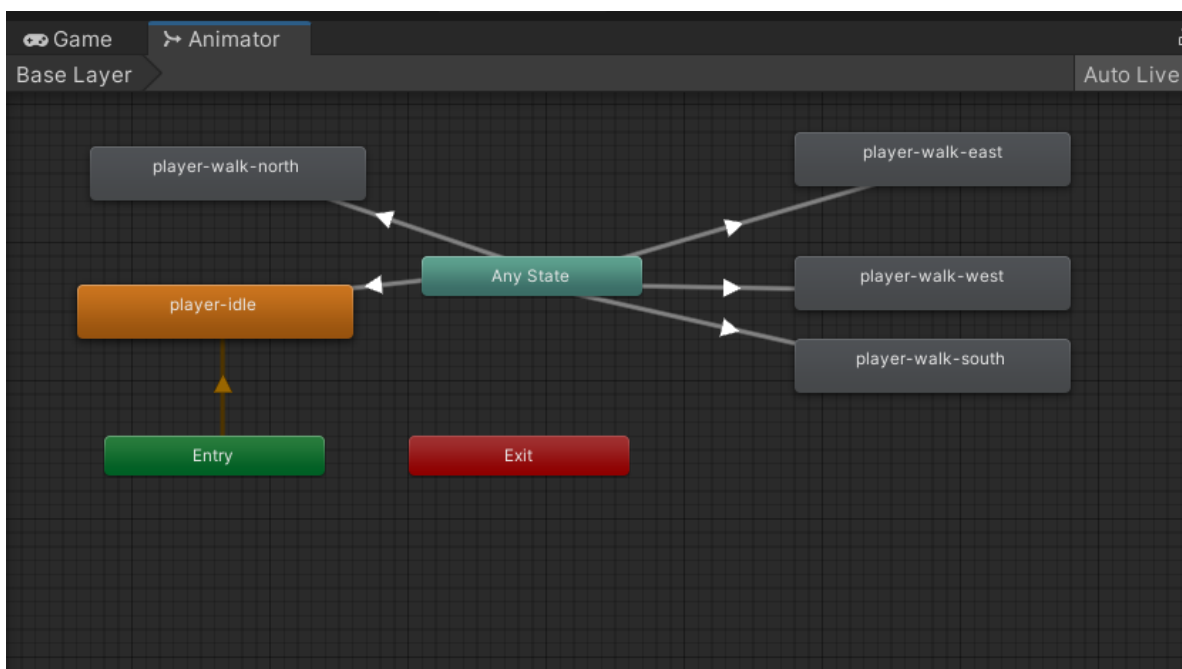 Game
Animator
Base Layer
Auto Live
player-walk-north
player-walk-east
Any State
player-walk-west
player-idle
player-walk-south
Entry
Exit